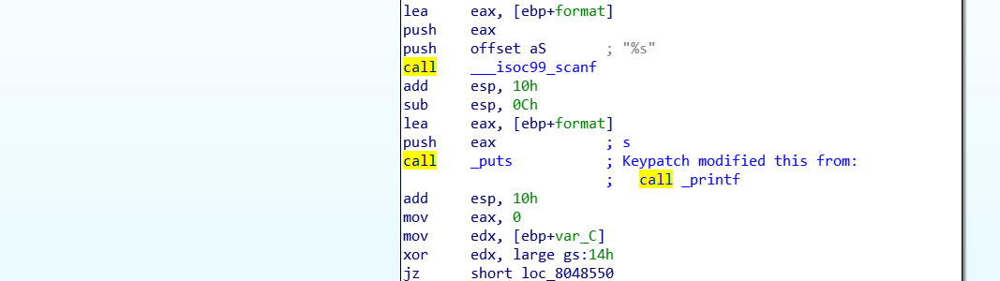 lea eax, [ebp+format]
push eax
push offset aS ; "%s"
call ___isoc99_scanf
add esp, 10h
sub esp, 0Ch
lea eax, [ebp+format]
push eax ; s
call _puts ; Keypatch modified this from:
; call _printf
add esp, 10h
mov eax, 0
mov edx, [ebp+var_C]
xor edx, large gs:14h
jz short loc_8048550